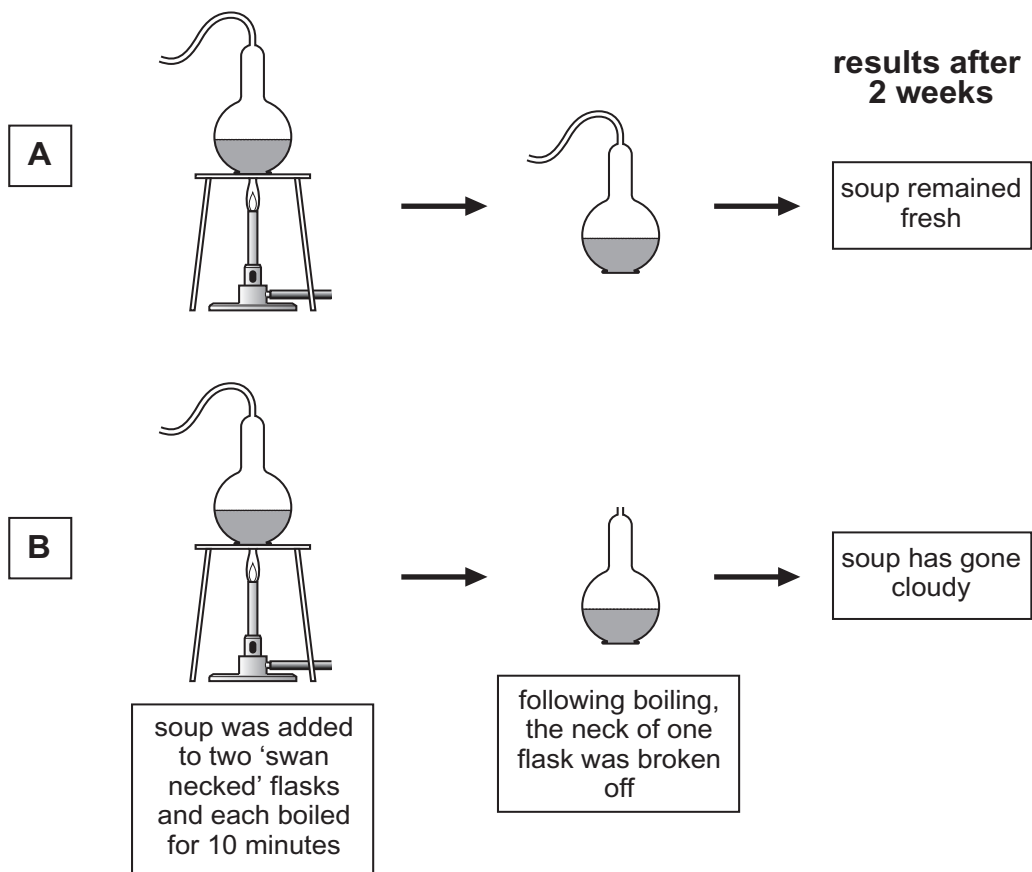 results after
2 weeks
A
soup remained
fresh
B
soup has gone
cloudy
soup was added
to two ‘swan
necked’ flasks
and each boiled
for 10 minutes
following boiling,
the neck of one
flask was broken
off